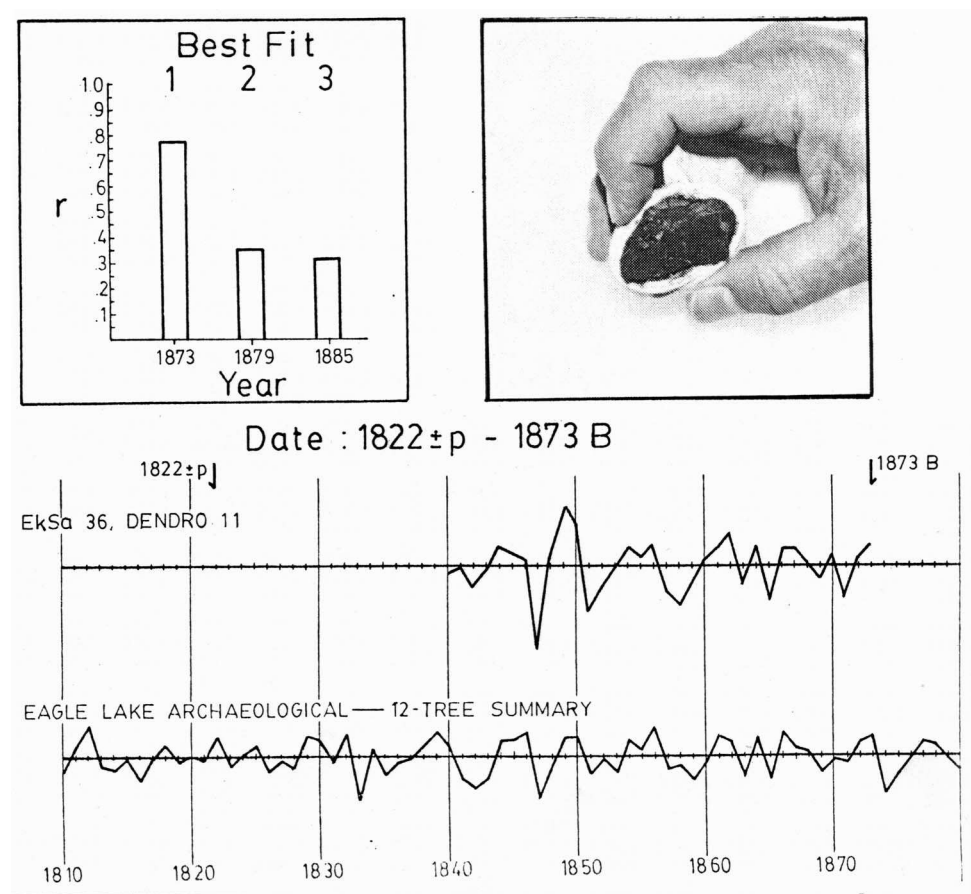 Best Fit
1 2 3
1.0
.9
.8
.7
.6
.5
.4
.3
.2
.1
r
1873 1879 1885
Year
Date : 1822±p - 1873 B
1822±p
1873 B
EkSa 36, DENDRO 11
EAGLE LAKE ARCHAEOLOGICAL — 12-TREE SUMMARY
1810 1820 1830 1840 1850 1860 1870